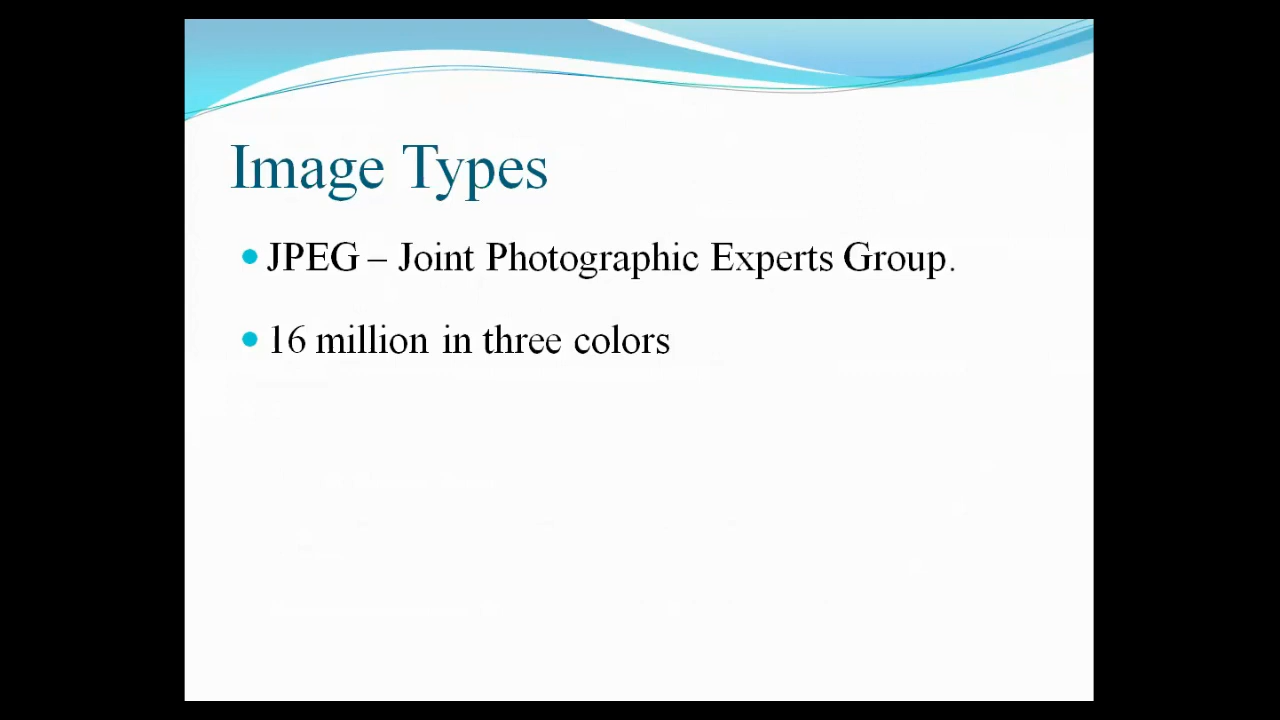 Image Types
JPEG – Joint Photographic Experts Group.
16 million in three colors